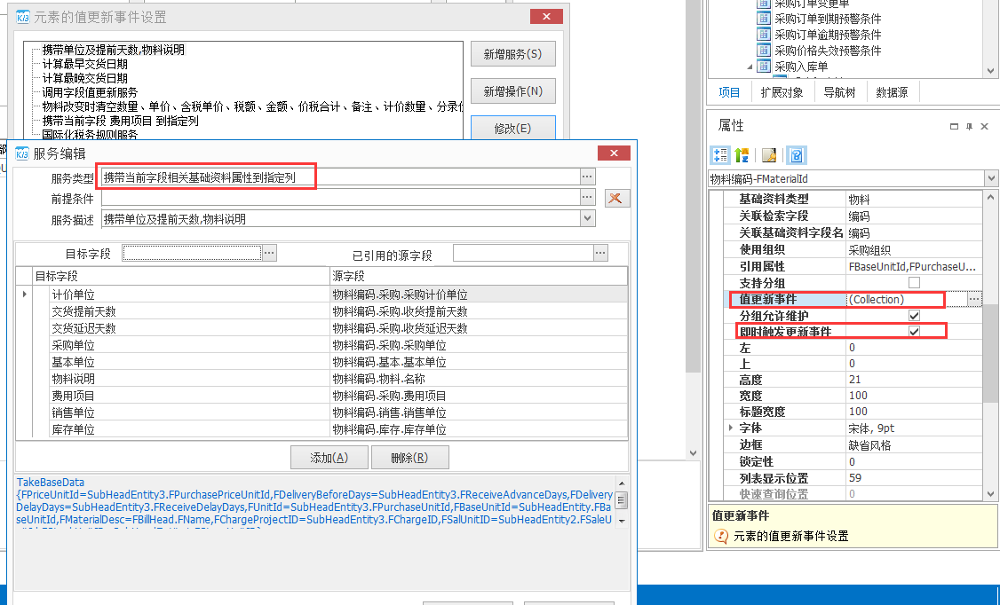 元素的值更新事件设置
携带单位及提前天数,物料说明
计算最早交货日期
计算最晚交货日期
调用字段值更新服务
物料改变时清空数量、单价、含税单价、税额、金额、价税合计、备注、计价数量、分录价
携带当前字段 费用项目 到指定列
国际化税务规则服务
新增服务(S)
新增操作(N)
修改(E)
服务编辑
服务类型 携带当前字段相关基础资料属性到指定列
前提条件
服务描述 携带单位及提前天数,物料说明
目标字段
已引用的源字段
目标字段 源字段
计价单位 物料编码.采购.采购计价单位
交货提前天数 物料编码.采购.收货提前天数
交货延迟天数 物料编码.采购.收货延迟天数
采购单位 物料编码.采购.采购单位
基本单位 物料编码.基本.基本单位
物料说明 物料编码.物料.名称
费用项目 物料编码.采购.费用项目
销售单位 物料编码.销售.销售单位
库存单位 物料编码.库存.库存单位
添加(A) 删除(R)
TakeBaseData
{FPriceUnitId=SubHeadEntity3.FPurchasePriceUnitId,FDeliveryBeforeDays=SubHeadEntity3.FReceiveAdvanceDays,FDelivery
DelayDays=SubHeadEntity3.FReceiveDelayDays,FUnitId=SubHeadEntity3.FPurchaseUnitId,FBaseUnitId=SubHeadEntity.FBa
seUnitId,FMaterialDesc=FBillHead.FName,FChargeProjectID=SubHeadEntity3.FChargeID,FSalUnitID=SubHeadEntity2.FSaleU
采购订单变更单
采购订单到期预警条件
采购订单逾期预警条件
采购价格失效预警条件
采购入库单
项目 扩展对象 导航树 数据源
属性
物料编码-FMaterialId
基础资料类型 物料
关联检索字段 编码
关联基础资料字段名 编码
使用组织 采购组织
引用属性 FBaseUnitId,FPurchaseU...
支持分组
值更新事件 (Collection)
分组允许维护
即时触发更新事件
左 0
上 0
高度 21
宽度 100
标题宽度 100
字体 宋体, 9pt
边框 缺省风格
锁定性 0
列表显示位置 59
快速查询位置 0
值更新事件
元素的值更新事件设置